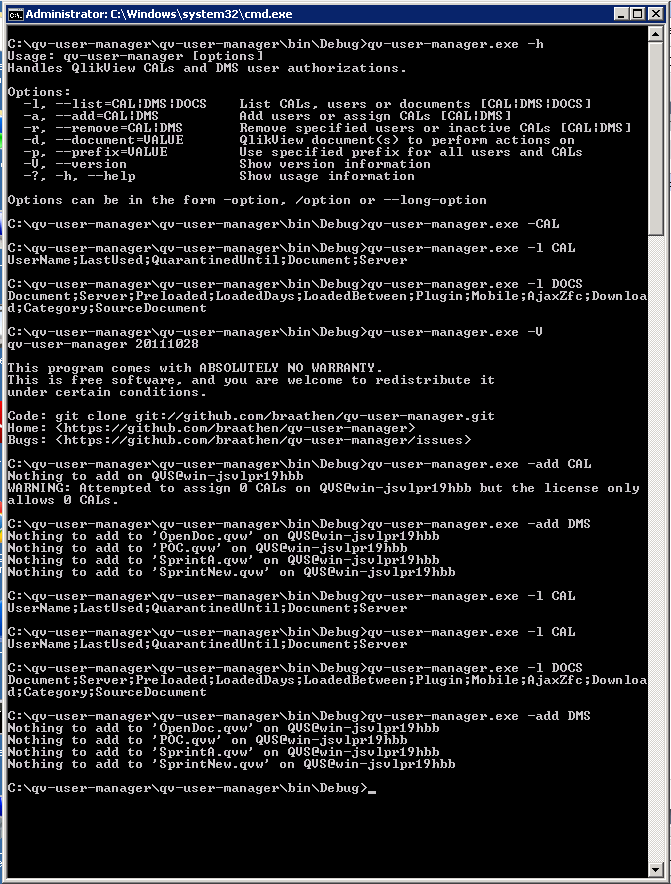 Administrator: C:\Windows\system32\cmd.exe
C:\qv-user-manager\qv-user-manager\bin\Debug>qv-user-manager.exe -h
Usage: qv-user-manager [options]
Handles QlikView CALs and DMS user authorizations.
Options:
-l, --list=CAL¦DMS¦DOCS List CALs, users or documents [CAL¦DMS¦DOCS]
-a, --add=CAL¦DMS Add users or assign CALs [CAL¦DMS]
-r, --remove=CAL¦DMS Remove specified users or inactive CALs [CAL¦DMS]
-d, --document=VALUE QlikView document(s) to perform actions on
-p, --prefix=VALUE Use specified prefix for all users and CALs
-V, --version Show version information
-?, -h, --help Show usage information
Options can be in the form -option, /option or --long-option
C:\qv-user-manager\qv-user-manager\bin\Debug>qv-user-manager.exe -CAL
C:\qv-user-manager\qv-user-manager\bin\Debug>qv-user-manager.exe -l CAL
UserName;LastUsed;QuarantinedUntil;Document;Server
C:\qv-user-manager\qv-user-manager\bin\Debug>qv-user-manager.exe -l DOCS
Document;Server;Preloaded;LoadedDays;LoadedBetween;Plugin;Mobile;AjaxZfc;Downloa
d;Category;SourceDocument
C:\qv-user-manager\qv-user-manager\bin\Debug>qv-user-manager.exe -V
qv-user-manager 20111028
This program comes with ABSOLUTELY NO WARRANTY.
This is free software, and you are welcome to redistribute it
under certain conditions.
Code: git clone git://github.com/braathen/qv-user-manager.git
Home: <https://github.com/braathen/qv-user-manager>
Bugs: <https://github.com/braathen/qv-user-manager/issues>
C:\qv-user-manager\qv-user-manager\bin\Debug>qv-user-manager.exe -add CAL
Nothing to add on QVS@win-jsvlpr19hbb
WARNING: Attempted to assign 0 CALs on QVS@win-jsvlpr19hbb but the license only
allows 0 CALs.
C:\qv-user-manager\qv-user-manager\bin\Debug>qv-user-manager.exe -add DMS
Nothing to add to 'OpenDoc.qvw' on QVS@win-jsvlpr19hbb
Nothing to add to 'POC.qvw' on QVS@win-jsvlpr19hbb
Nothing to add to 'SprintA.qvw' on QVS@win-jsvlpr19hbb
Nothing to add to 'SprintNew.qvw' on QVS@win-jsvlpr19hbb
C:\qv-user-manager\qv-user-manager\bin\Debug>qv-user-manager.exe -l CAL
UserName;LastUsed;QuarantinedUntil;Document;Server
C:\qv-user-manager\qv-user-manager\bin\Debug>qv-user-manager.exe -l CAL
UserName;LastUsed;QuarantinedUntil;Document;Server
C:\qv-user-manager\qv-user-manager\bin\Debug>qv-user-manager.exe -l DOCS
Document;Server;Preloaded;LoadedDays;LoadedBetween;Plugin;Mobile;AjaxZfc;Downloa
d;Category;SourceDocument
C:\qv-user-manager\qv-user-manager\bin\Debug>qv-user-manager.exe -add DMS
Nothing to add to 'OpenDoc.qvw' on QVS@win-jsvlpr19hbb
Nothing to add to 'POC.qvw' on QVS@win-jsvlpr19hbb
Nothing to add to 'SprintA.qvw' on QVS@win-jsvlpr19hbb
Nothing to add to 'SprintNew.qvw' on QVS@win-jsvlpr19hbb
C:\qv-user-manager\qv-user-manager\bin\Debug>_